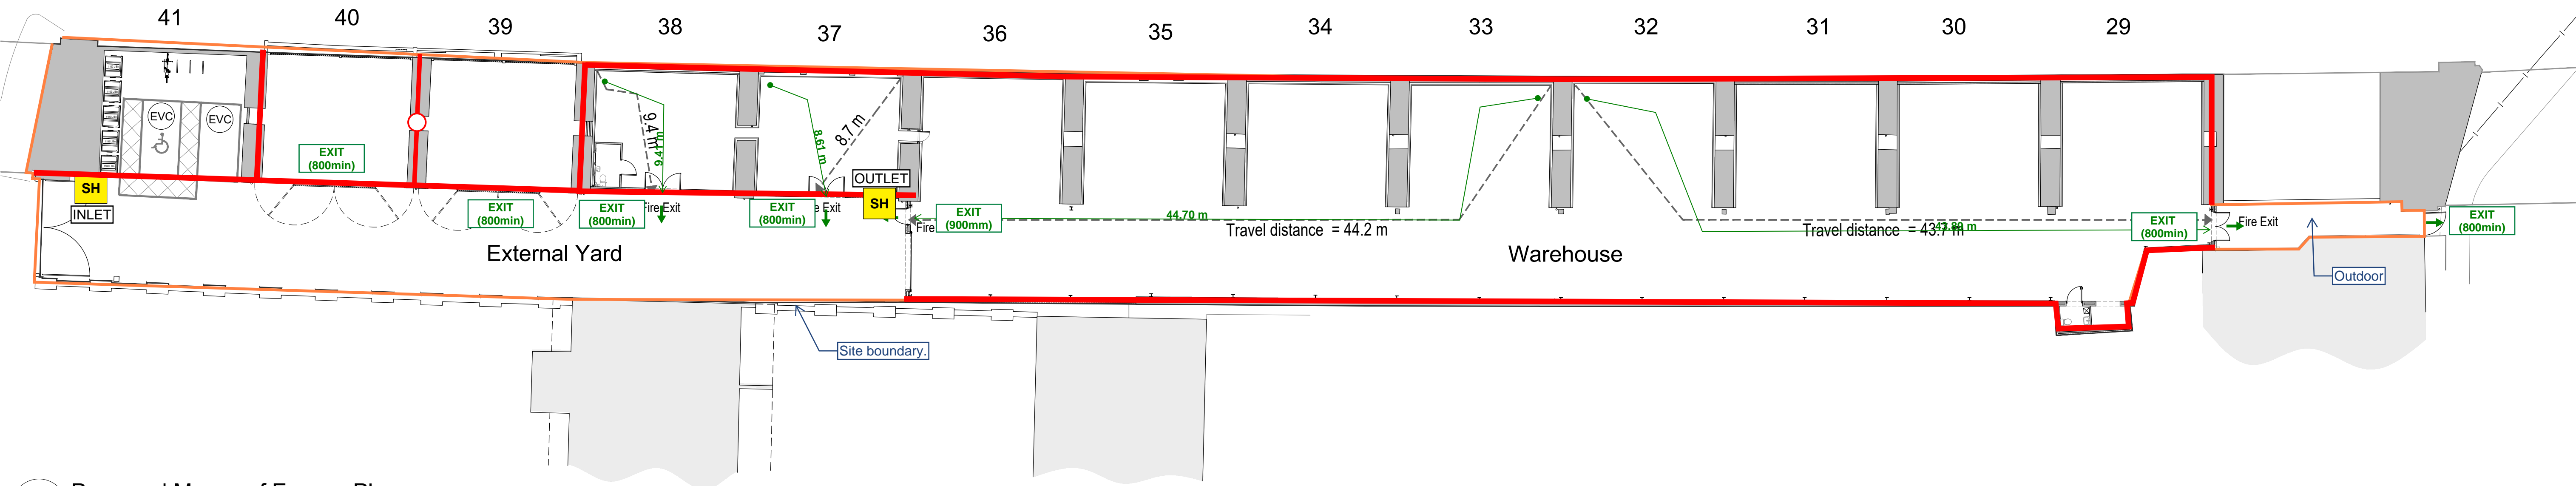 41
40
39
38
37
36
35
34
33
32
31
30
29
EVC
EVC
EXIT
(800min)
9.4 m
9.41 m
8.61 m
8.7 m
OUTLET
SH
SH
INLET
EXIT
(800min)
EXIT
(800min)
Fire Exit
EXIT
(800min)
e Exit
Fire
EXIT
(900mm)
44.70 m
Travel distance = 44.2 m
Travel distance = 43.7 m
EXIT
(800min)
Fire Exit
EXIT
(800min)
External Yard
Warehouse
Outdoor
Site boundary.